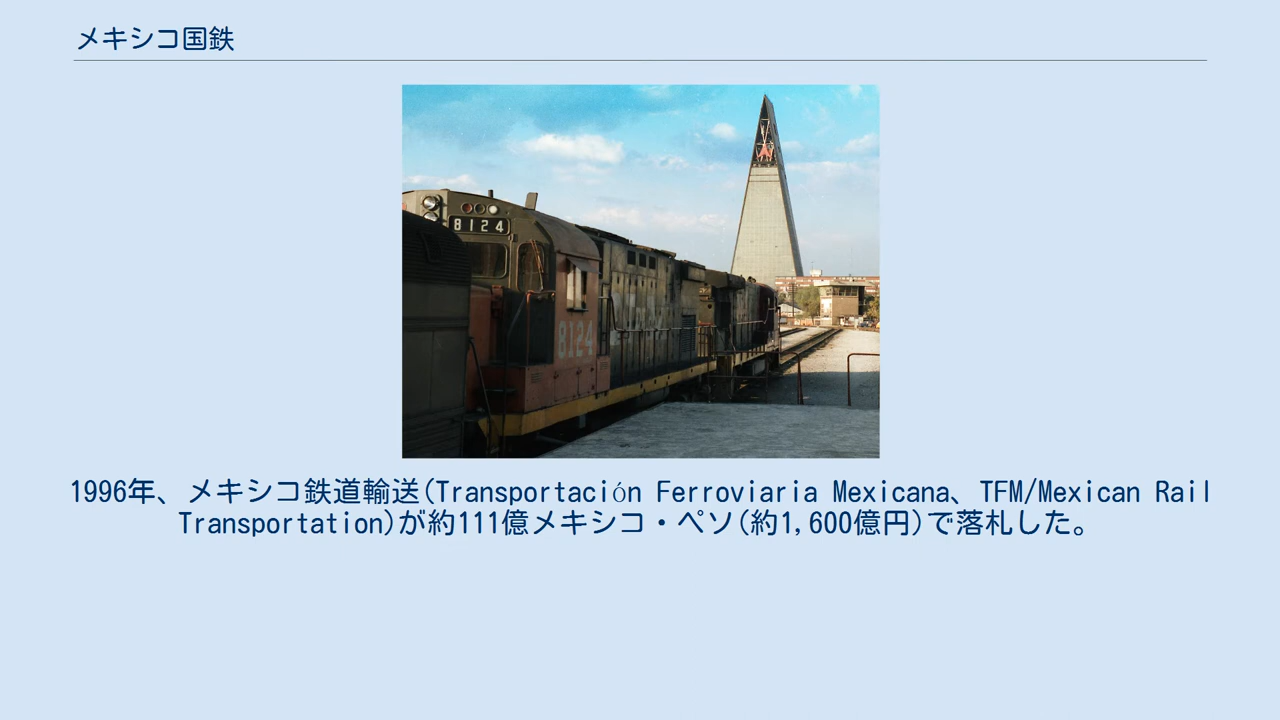 メキシコ国鉄
8124
8124
1996年、メキシコ鉄道輸送(Transportación Ferroviaria Mexicana、TFM/Mexican Rail
Transportation)が約111億メキシコ・ペソ(約1,600億円)で落札した。